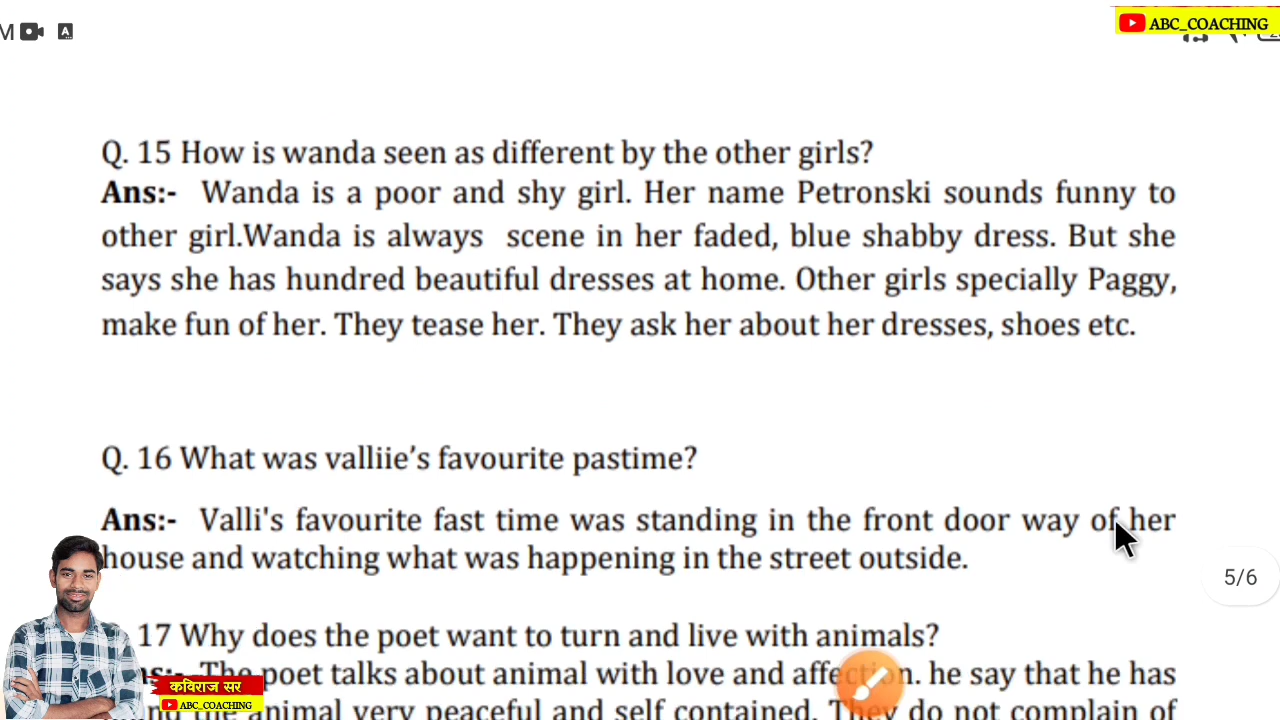 M
ABC_COACHING
Q. 15 How is wanda seen as different by the other girls?
Ans:- Wanda is a poor and shy girl. Her name Petronski sounds funny to
other girl.Wanda is always scene in her faded, blue shabby dress. But she
says she has hundred beautiful dresses at home. Other girls specially Paggy,
make fun of her. They tease her. They ask her about her dresses, shoes etc.
Q. 16 What was valliie’s favourite pastime?
Ans:- Valli's favourite fast time was standing in the front door way of her
house and watching what was happening in the street outside.
5/6
17 Why does the poet want to turn and live with animals?
The poet talks about animal with love and he say that he has
the animal very peaceful and self contained. They do not complain of
कविराज सर
ABC_COACHING